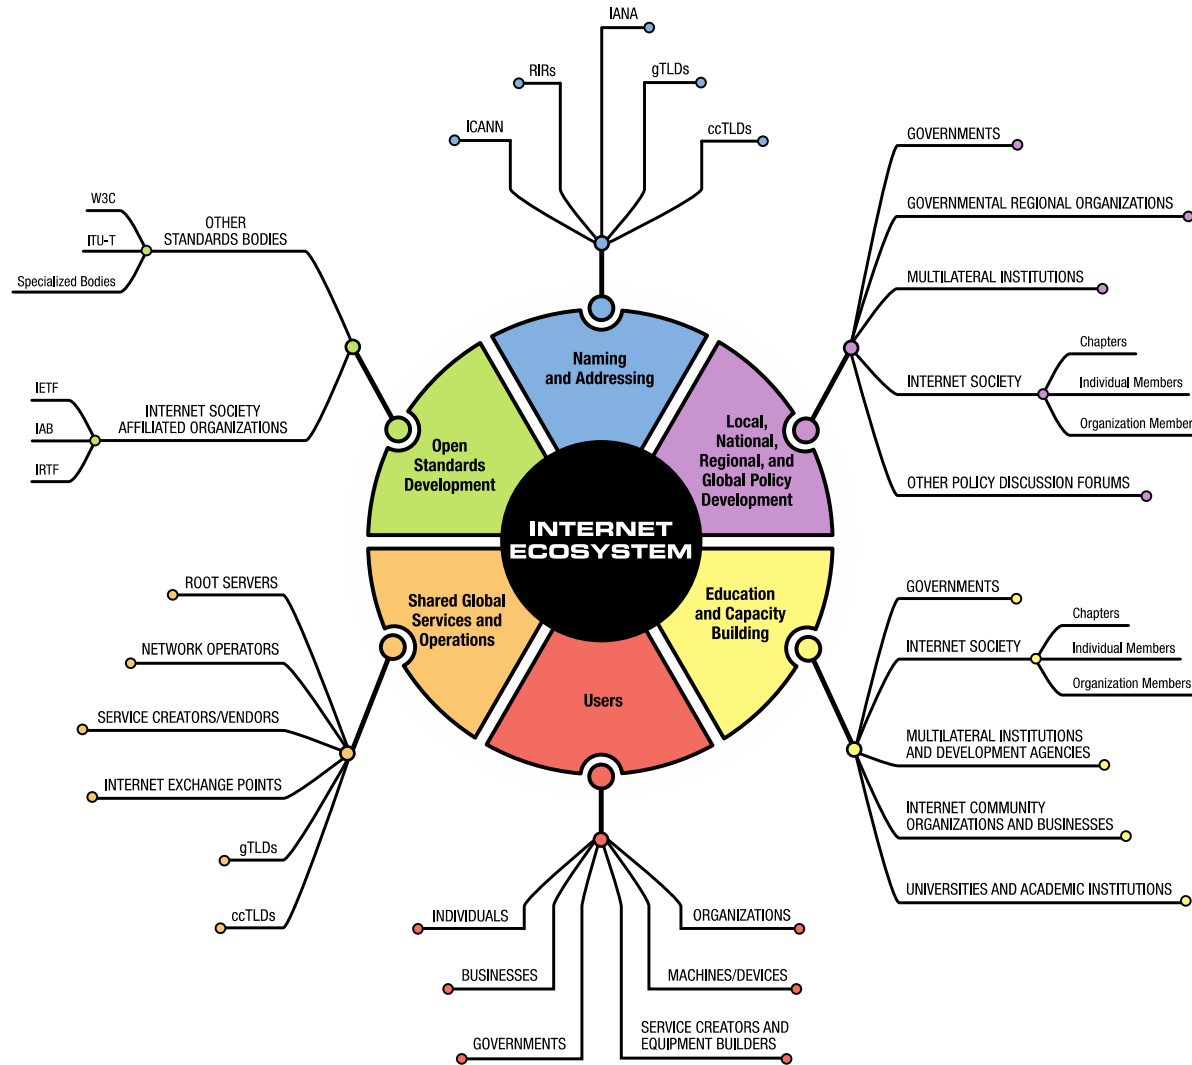 IANA
RIRs
gTLDs
ICANN
ccTLDs
W3C
ITU-T
Specialized Bodies
OTHER
STANDARDS BODIES
IETF
IAB
IRTF
INTERNET SOCIETY
AFFILIATED ORGANIZATIONS
GOVERNMENTS
GOVERNMENTAL REGIONAL ORGANIZATIONS
MULTILATERAL INSTITUTIONS
INTERNET SOCIETY
Chapters
Individual Members
Organization Member
OTHER POLICY DISCUSSION FORUMS
Naming
and Addressing
Open
Standards
Development
Local,
National,
Regional, and
Global Policy
Development
INTERNET
ECOSYSTEM
Shared Global
Services and
Operations
Education
and Capacity
Building
Users
ROOT SERVERS
NETWORK OPERATORS
SERVICE CREATORS/VENDORS
INTERNET EXCHANGE POINTS
gTLDs
ccTLDs
GOVERNMENTS
INTERNET SOCIETY
Chapters
Individual Members
Organization Members
MULTILATERAL INSTITUTIONS
AND DEVELOPMENT AGENCIES
INTERNET COMMUNITY
ORGANIZATIONS AND BUSINESSES
UNIVERSITIES AND ACADEMIC INSTITUTIONS
INDIVIDUALS
ORGANIZATIONS
BUSINESSES
MACHINES/DEVICES
GOVERNMENTS
SERVICE CREATORS AND
EQUIPMENT BUILDERS